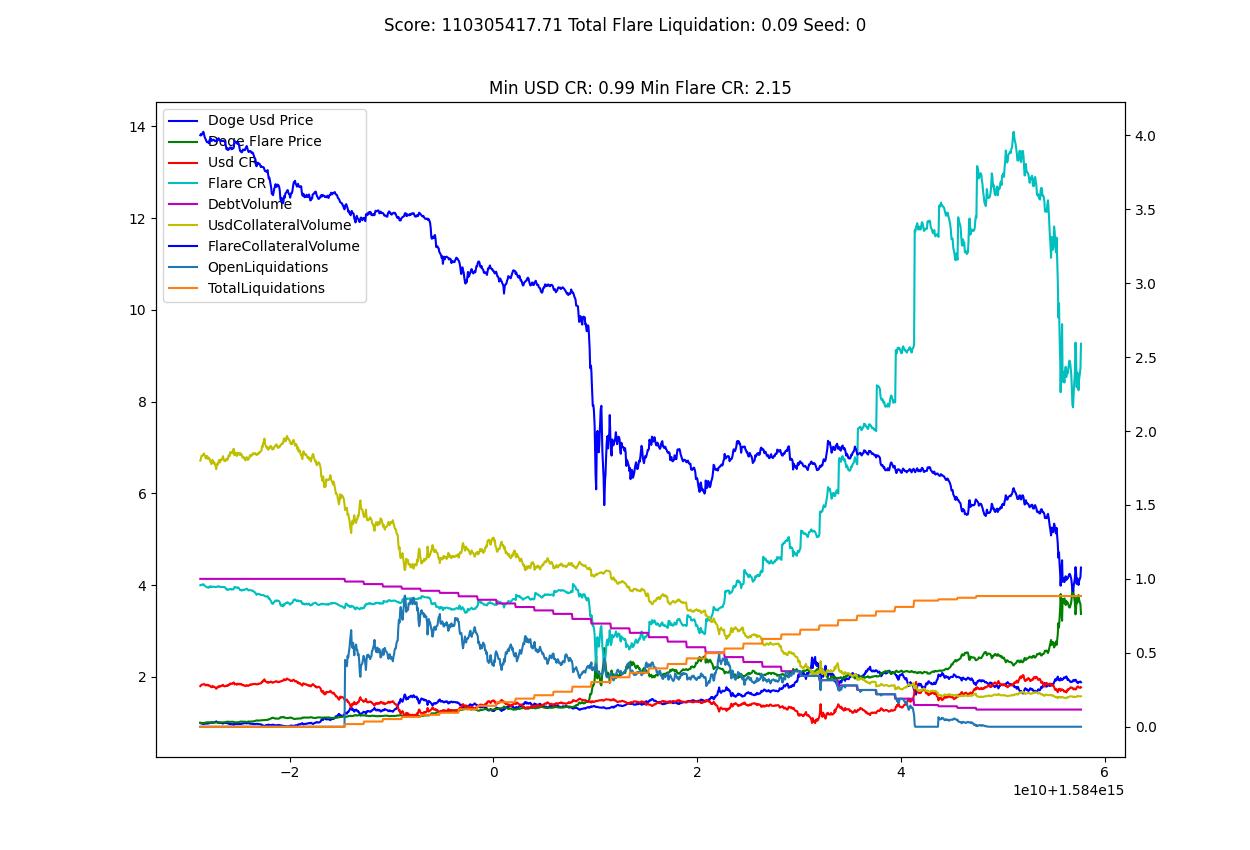 Score: 110305417.71 Total Flare Liquidation: 0.09 Seed: 0
Min USD CR: 0.99 Min Flare CR: 2.15
Doge Usd Price
Doge Flare Price
Usd CR
Flare CR
DebtVolume
UsdCollateralVolume
FlareCollateralVolume
OpenLiquidations
TotalLiquidations
14
12
10
8
6
4
2
4.0
3.5
3.0
2.5
2.0
1.5
1.0
0.5
0.0
−2
0
2
4
6
1e10+1.584e15